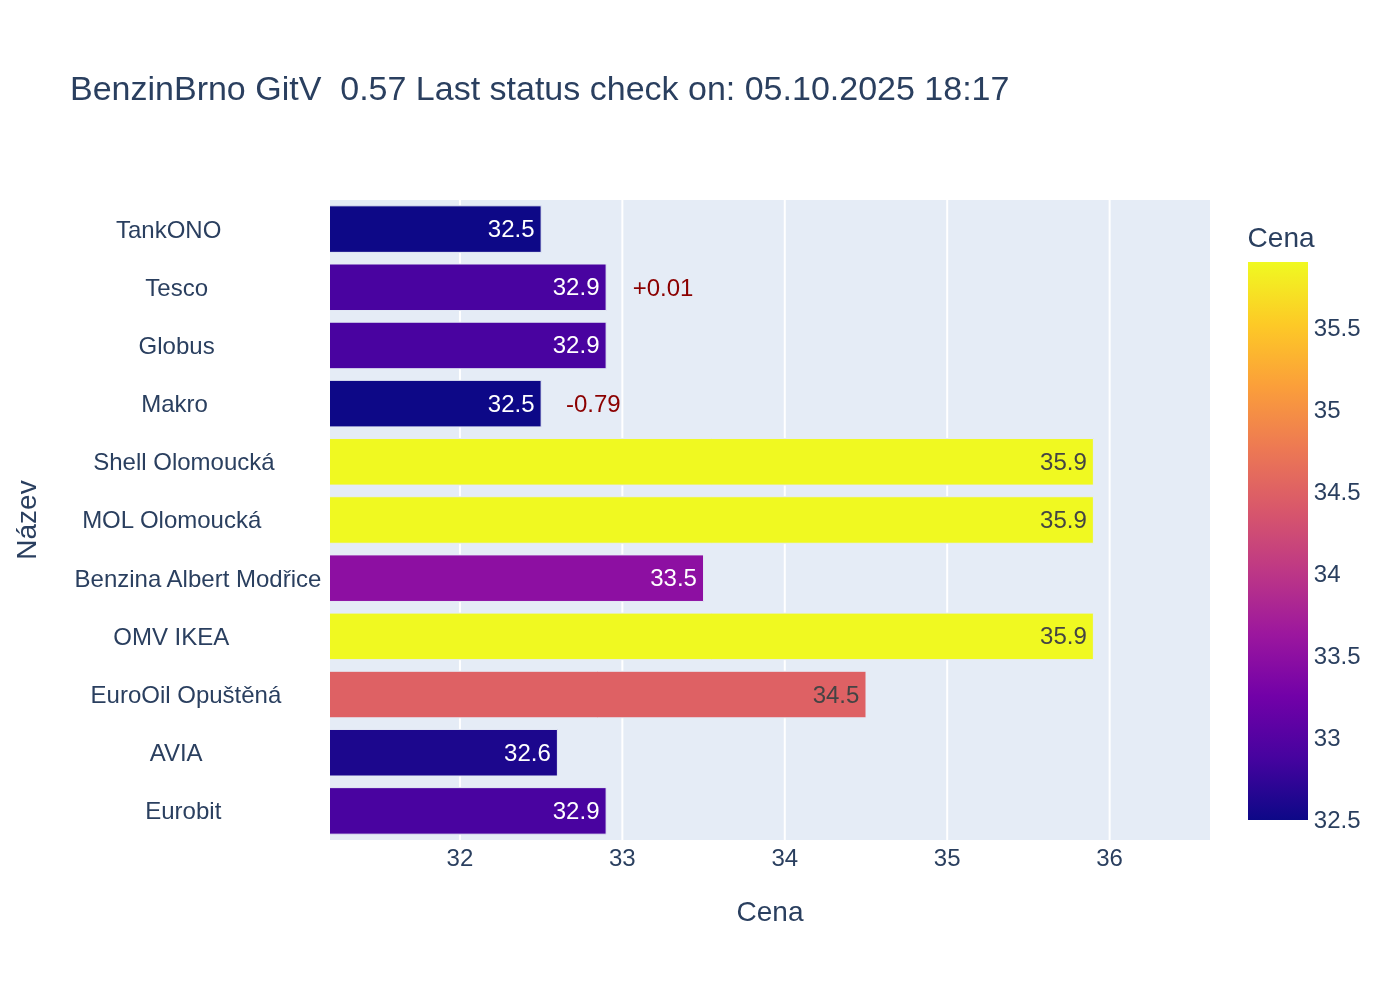 BenzinBrno GitV  0.57 Last status check on: 05.10.2025 18:17
TankONO 32.5
Tesco 32.9 +0.01
Globus 32.9
Makro 32.5 -0.79
Shell Olomoucká 35.9
MOL Olomoucká 35.9
Benzina Albert Modřice 33.5
OMV IKEA 35.9
EuroOil Opuštěná 34.5
AVIA 32.6
Eurobit 32.9
Název
32 33 34 35 36
Cena
Cena
35.5
35
34.5
34
33.5
33
32.5